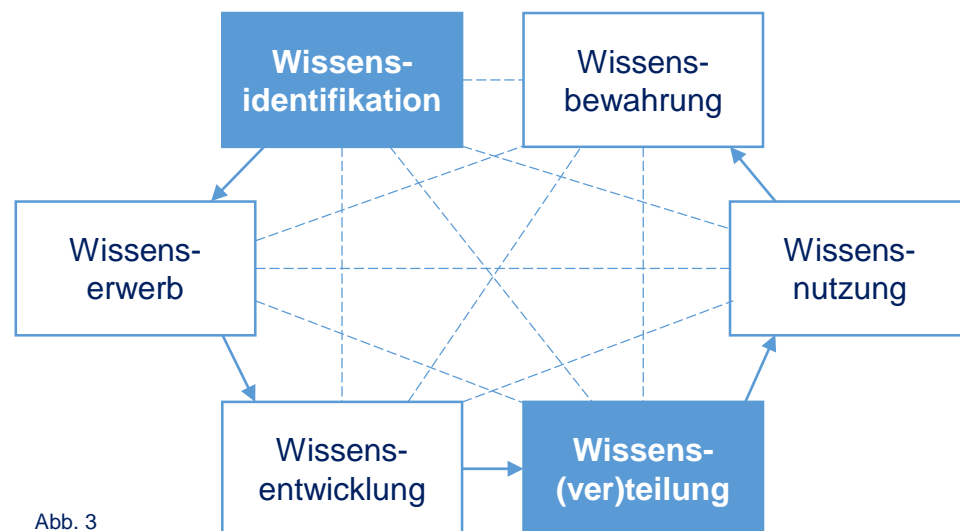 Wissens-
identifikation
Wissens-
bewahrung
Wissens-
erwerb
Wissens-
nutzung
Wissens-
entwicklung
Wissens-
(ver)teilung
Abb. 3